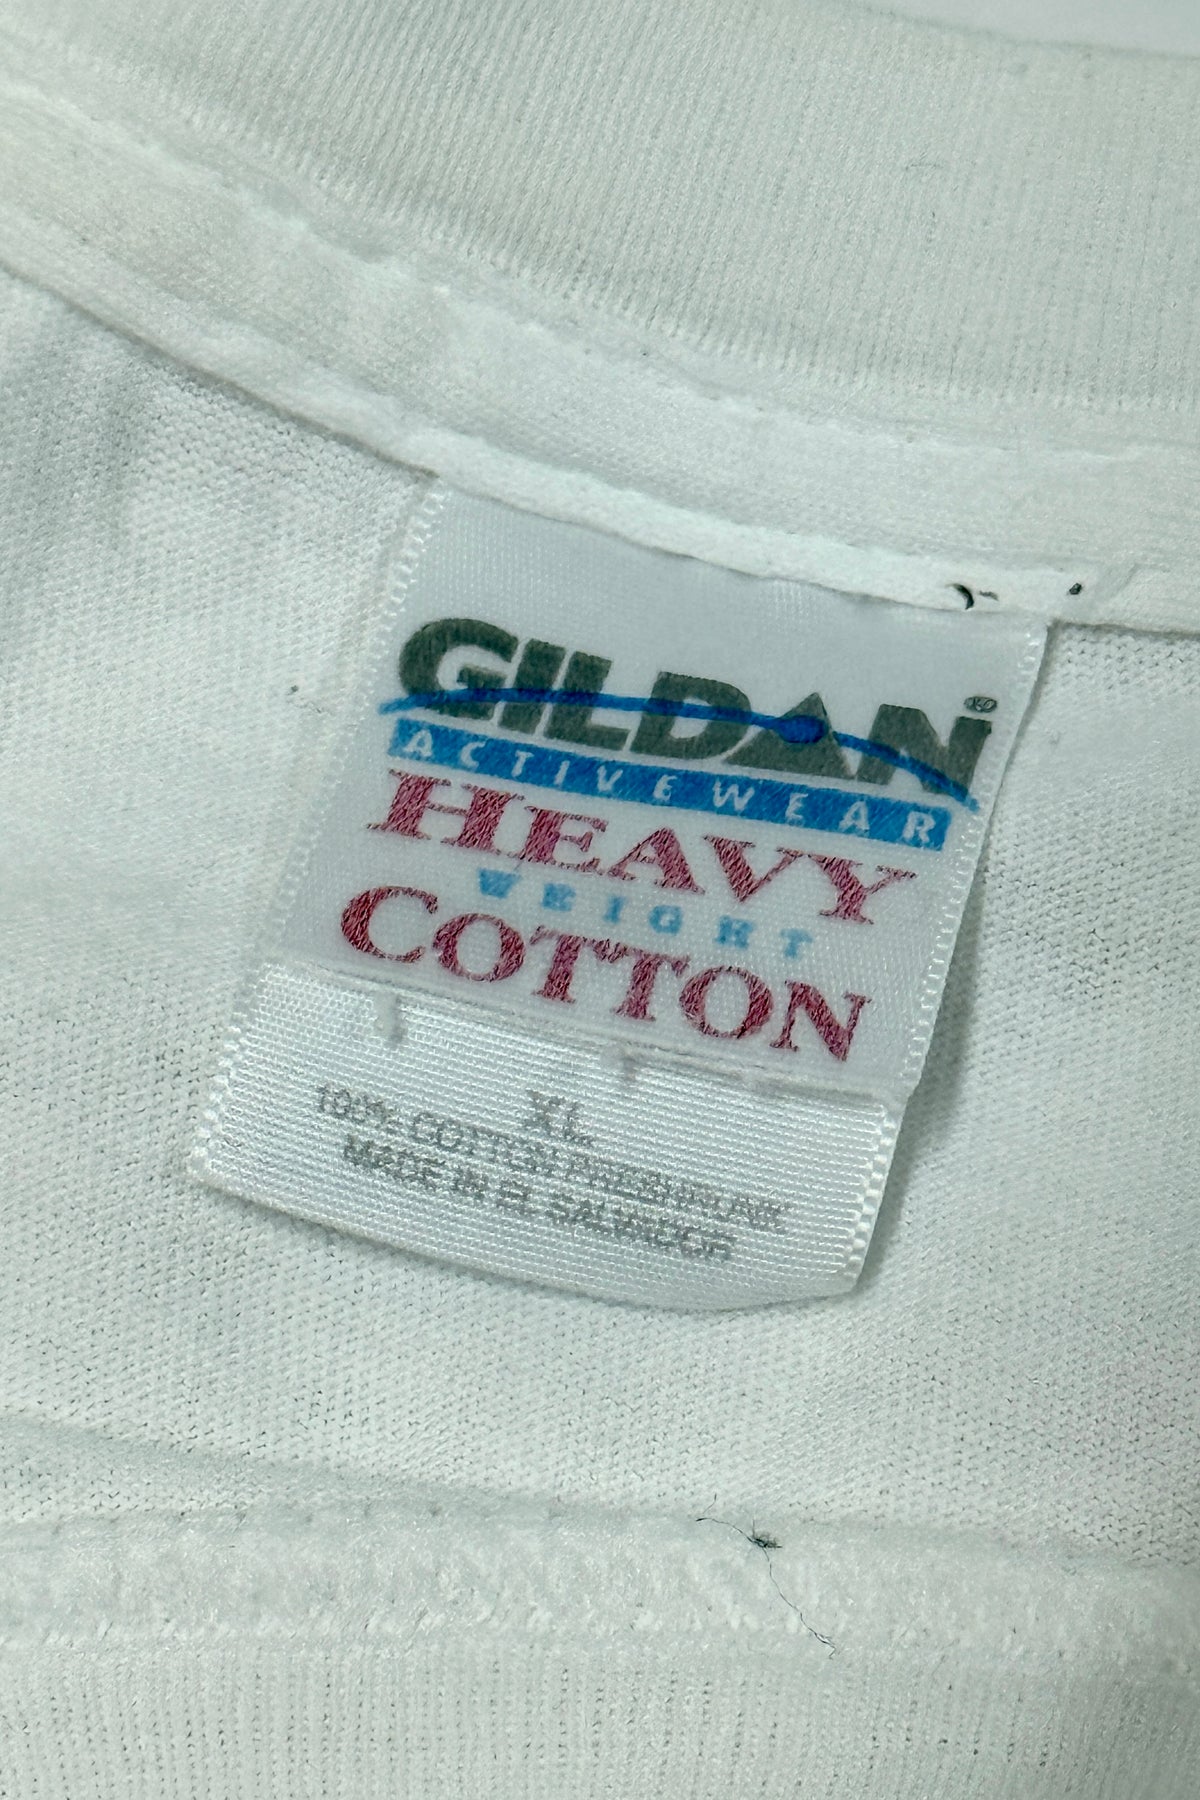 GILDAN®
ACTIVEWEAR
HEAVY
WEIGHT
COTTON
XL
100% COTTON PRESHRUNK
MADE IN EL SALVADOR